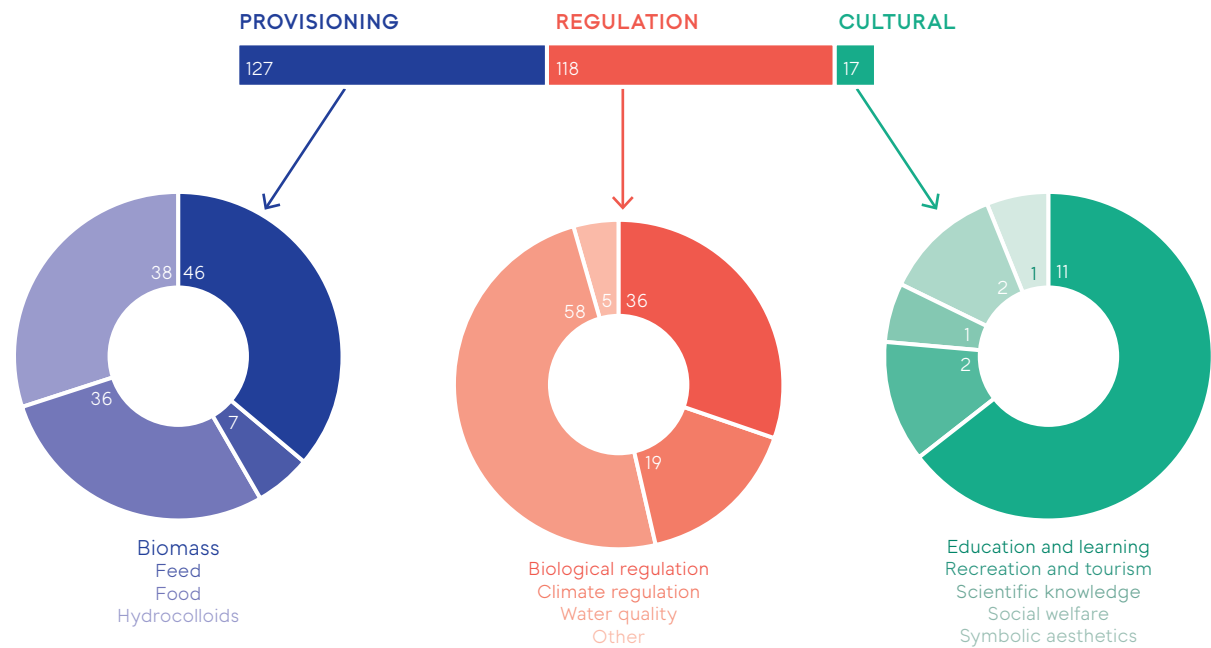 PROVISIONING
REGULATION
CULTURAL
127
118
17
38
46
36
7
58
5
36
19
2
1
11
1
2
Biomass
Feed
Food
Hydrocolloids
Biological regulation
Climate regulation
Water quality
Other
Education and learning
Recreation and tourism
Scientific knowledge
Social welfare
Symbolic aesthetics